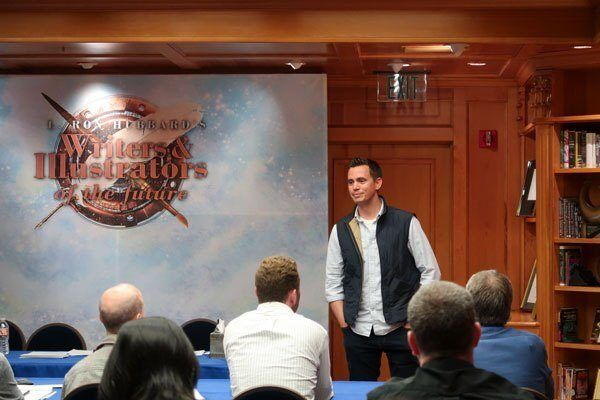 L. RON HUBBARD'S
Writers &
Illustrators
of the future
EXIT